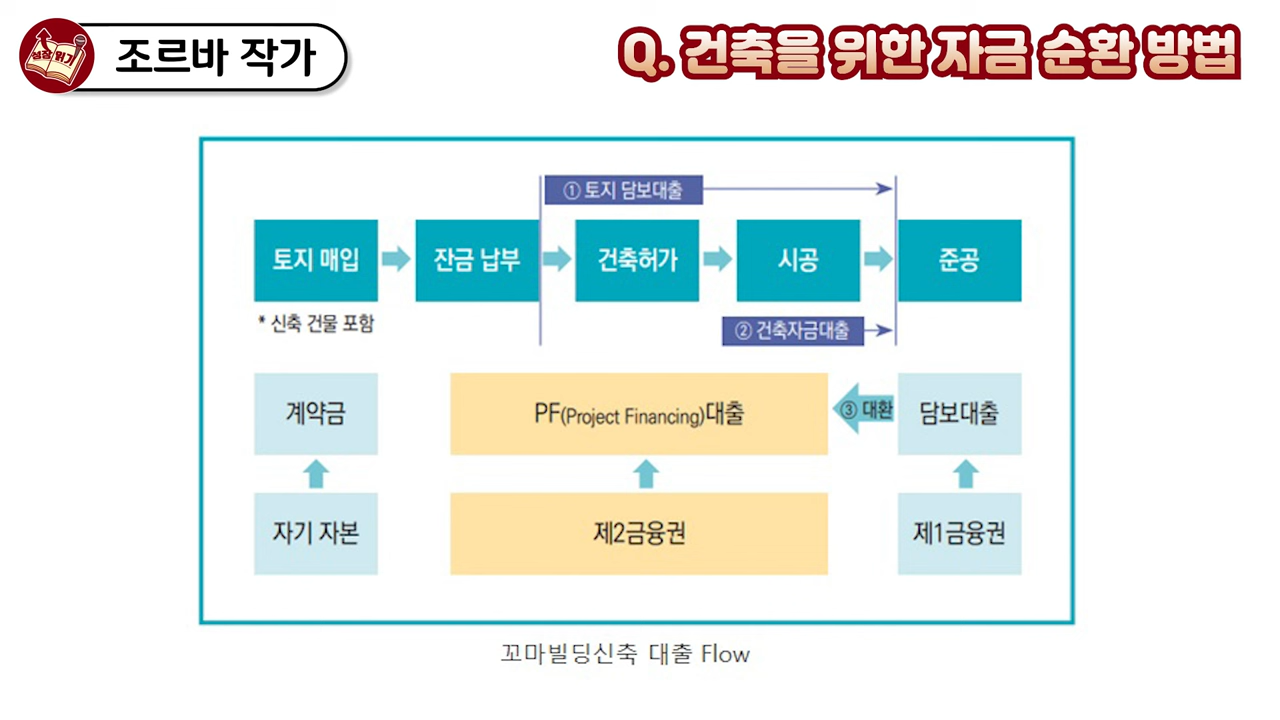 성장읽기
조르바 작가
Q. 건축을 위한 자금 순환 방법
① 토지 담보대출
토지 매입
잔금 납부
건축허가
시공
준공
* 신축 건물 포함
② 건축자금대출
계약금
PF(Project Financing)대출
③ 대환
담보대출
자기 자본
제2금융권
제1금융권
꼬마빌딩신축 대출 Flow